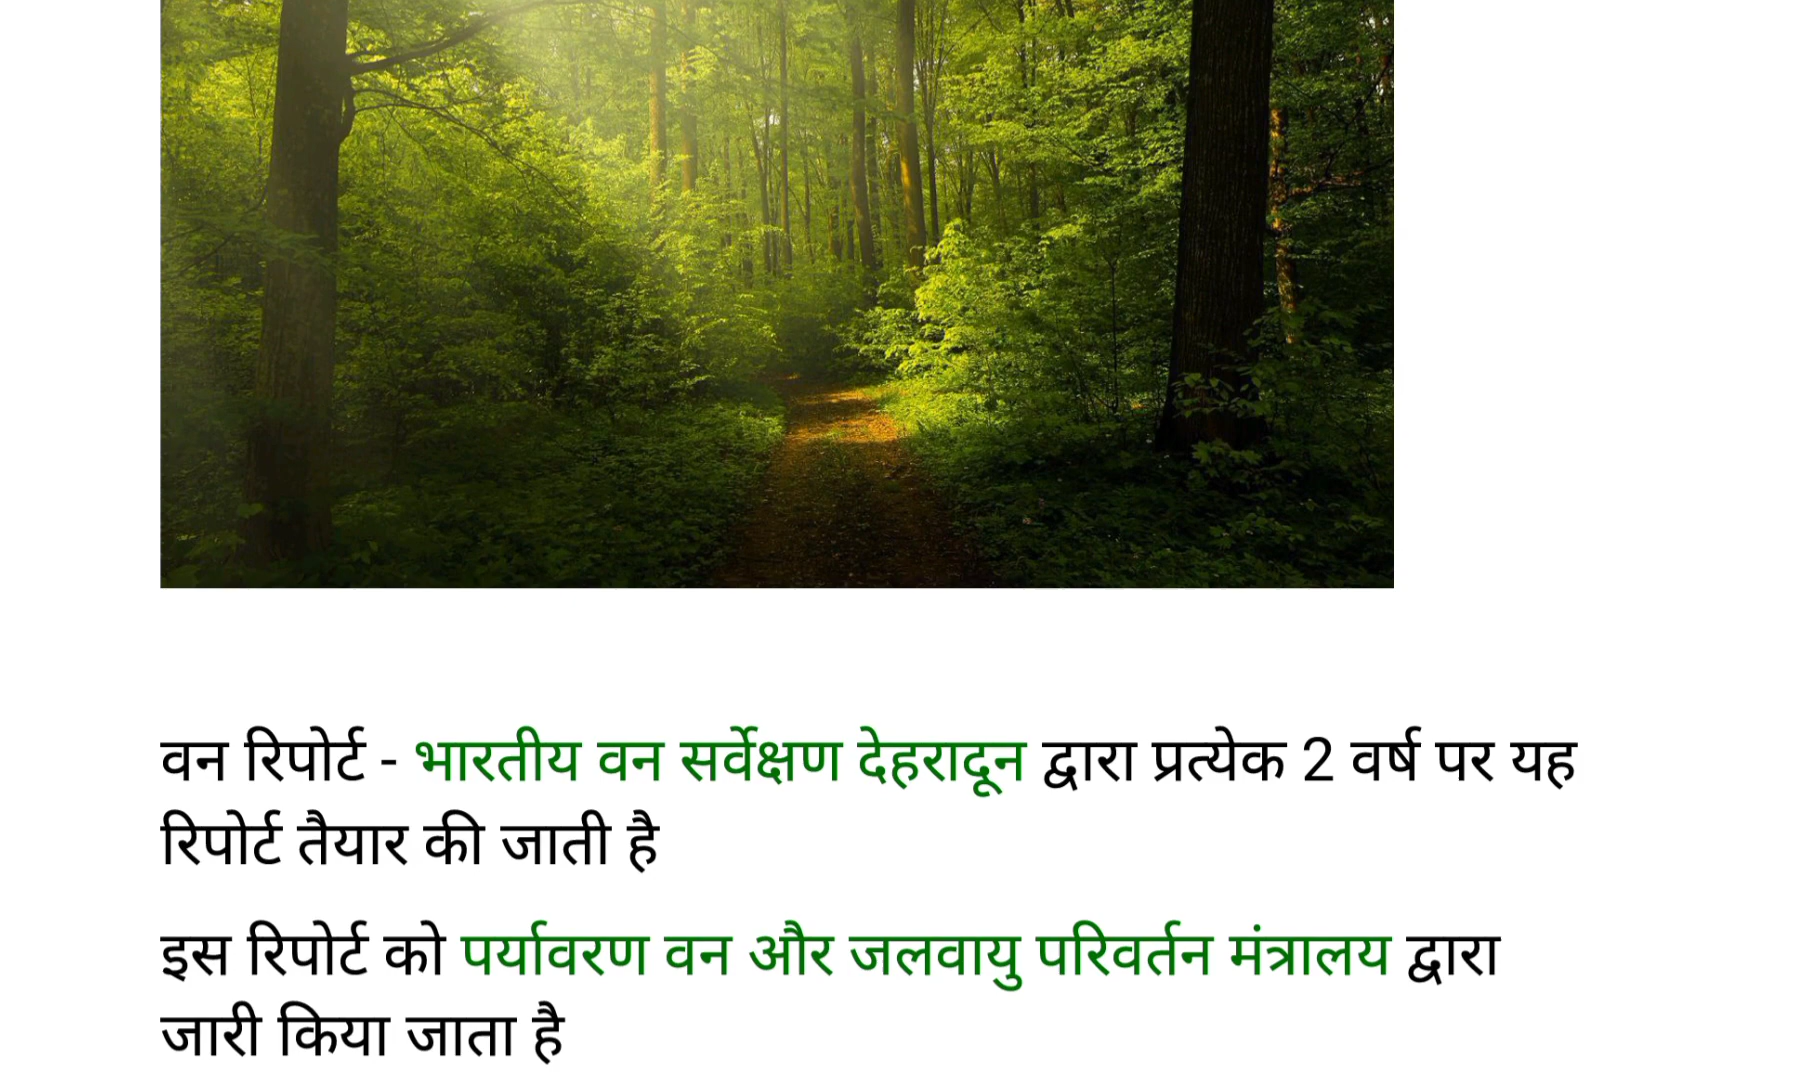 वन रिपोर्ट - भारतीय वन सर्वेक्षण देहरादून द्वारा प्रत्येक 2 वर्ष पर यह
रिपोर्ट तैयार की जाती है
इस रिपोर्ट को पर्यावरण वन और जलवायु परिवर्तन मंत्रालय द्वारा
जारी किया जाता है